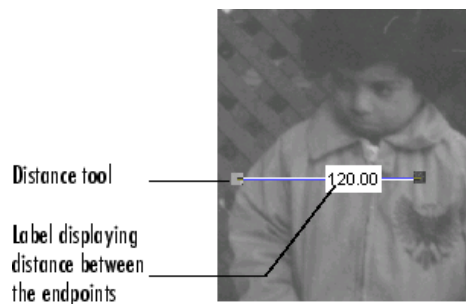 120.00
Distance tool
Label displaying
distance between
the endpoints